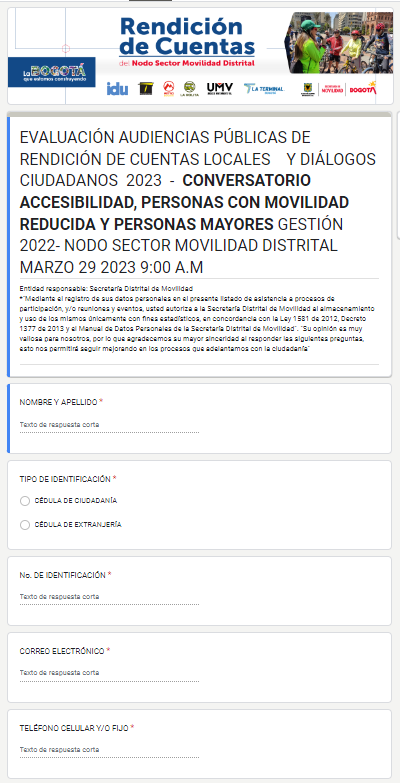 Rendición
de Cuentas
del Nodo Sector Movilidad Distrital
La BOGOTÁ
que estamos construyendo
idu
T
METRO
LA ROLITA
UMV
LA TERMINAL
MOVILIDAD
BOGOTÁ
EVALUACIÓN AUDIENCIAS PÚBLICAS DE
RENDICIÓN DE CUENTAS LOCALES Y DIÁLOGOS
CIUDADANOS 2023 - CONVERSATORIO
ACCESIBILIDAD, PERSONAS CON MOVILIDAD
REDUCIDA Y PERSONAS MAYORES GESTIÓN
2022- NODO SECTOR MOVILIDAD DISTRITAL
MARZO 29 2023 9:00 A.M
Entidad responsable: Secretaría Distrital de Movilidad
*"Mediante el registro de sus datos personales en el presente listado de asistencia a procesos de
participación, y/o reuniones y eventos, usted autoriza a la Secretaría Distrital de Movilidad al almacenamiento
y uso de los mismos únicamente con fines estadísticos, en concordancia con la Ley 1581 de 2012, Decreto
1377 de 2013 y el Manual de Datos Personales de la Secretaría Distrital de Movilidad". "Su opinión es muy
valiosa para nosotros, por lo que agradecemos su mayor sinceridad al responder las siguientes preguntas,
esto nos permitirá seguir mejorando en los procesos que adelantamos con la ciudadanía"
NOMBRE Y APELLIDO *
Texto de respuesta corta
TIPO DE IDENTIFICACIÓN *
CÉDULA DE CIUDADANÍA
CÉDULA DE EXTRANJERÍA
No. DE IDENTIFICACIÓN *
Texto de respuesta corta
CORREO ELECTRÓNICO *
Texto de respuesta corta
TELÉFONO CELULAR Y/O FIJO *
Texto de respuesta corta